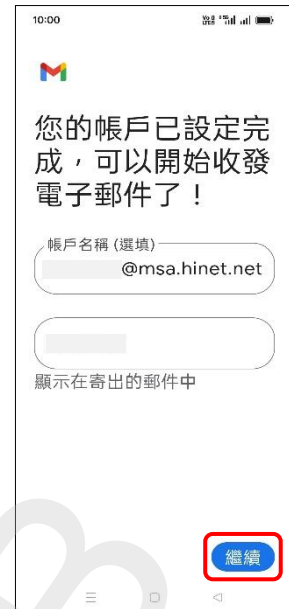 10:00
您的帳戶已設定完
成，可以開始收發
電子郵件了！
帳戶名稱 (選填)
@msa.hinet.net
顯示在寄出的郵件中
繼續